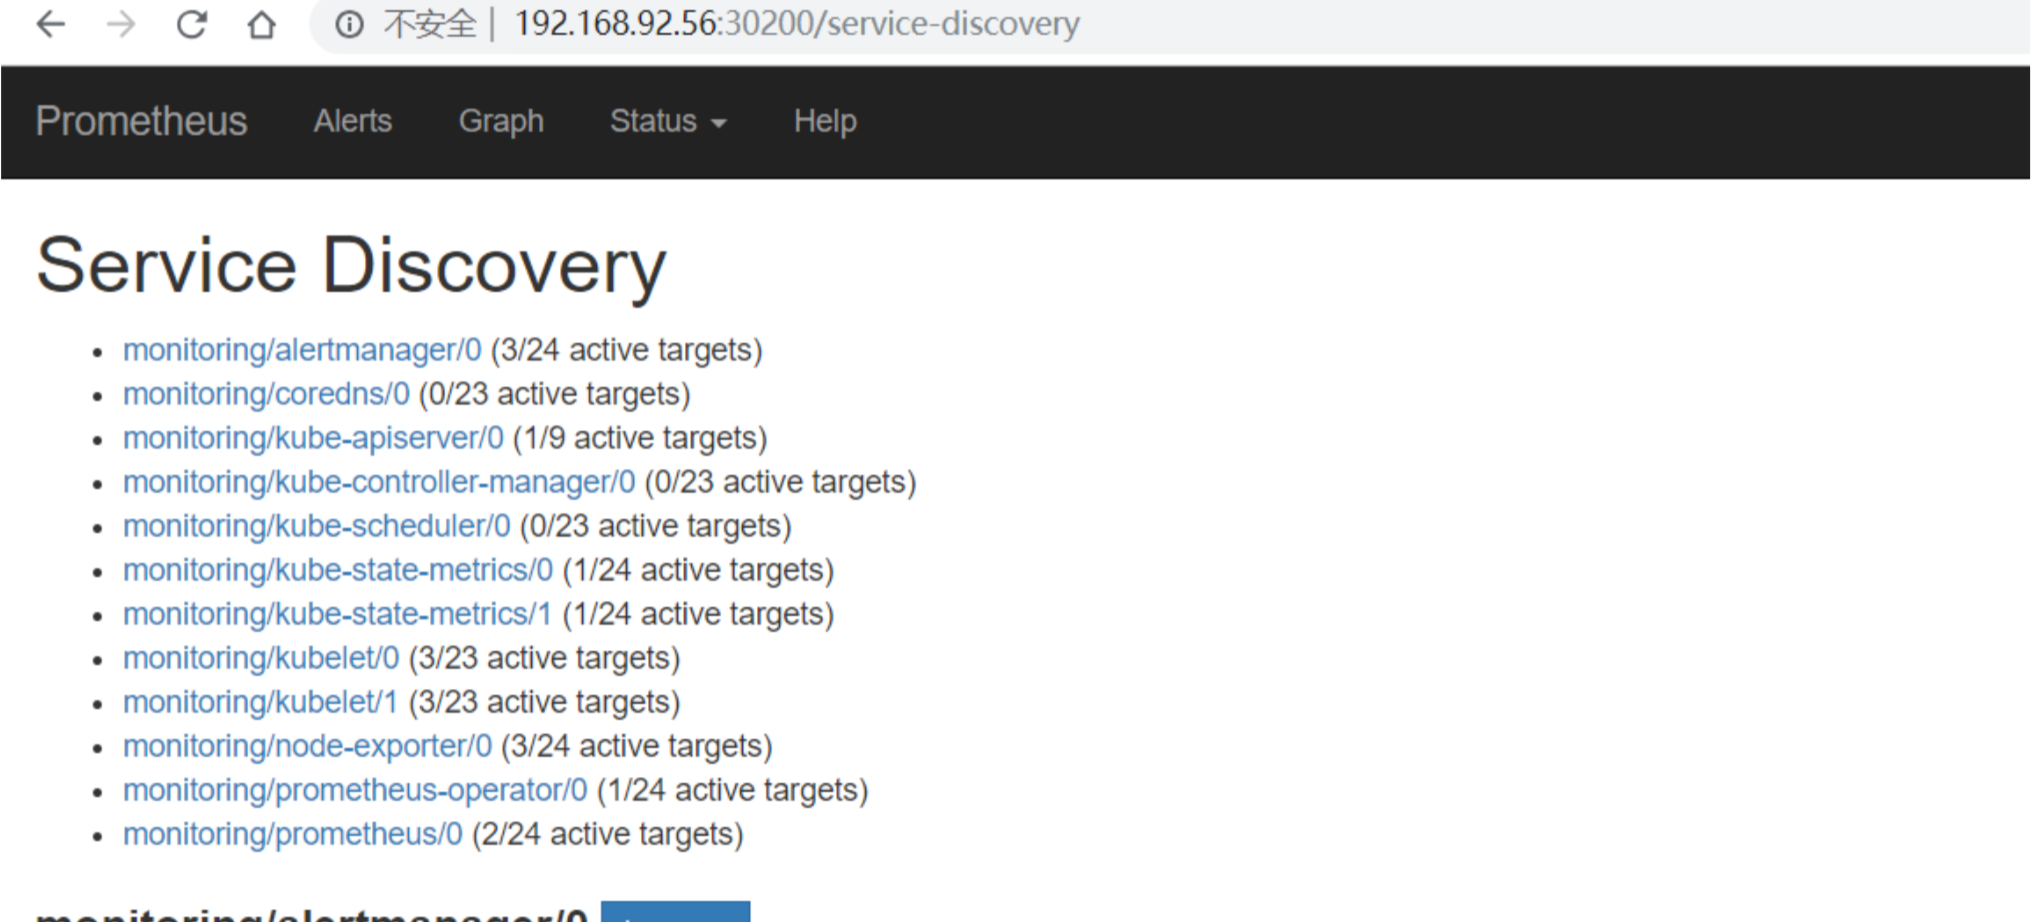 不安全 | 192.168.92.56:30200/service-discovery
Prometheus Alerts Graph Status Help
Service Discovery
monitoring/alertmanager/0 (3/24 active targets)
monitoring/coredns/0 (0/23 active targets)
monitoring/kube-apiserver/0 (1/9 active targets)
monitoring/kube-controller-manager/0 (0/23 active targets)
monitoring/kube-scheduler/0 (0/23 active targets)
monitoring/kube-state-metrics/0 (1/24 active targets)
monitoring/kube-state-metrics/1 (1/24 active targets)
monitoring/kubelet/0 (3/23 active targets)
monitoring/kubelet/1 (3/23 active targets)
monitoring/node-exporter/0 (3/24 active targets)
monitoring/prometheus-operator/0 (1/24 active targets)
monitoring/prometheus/0 (2/24 active targets)
monitoring/alertmanager/0